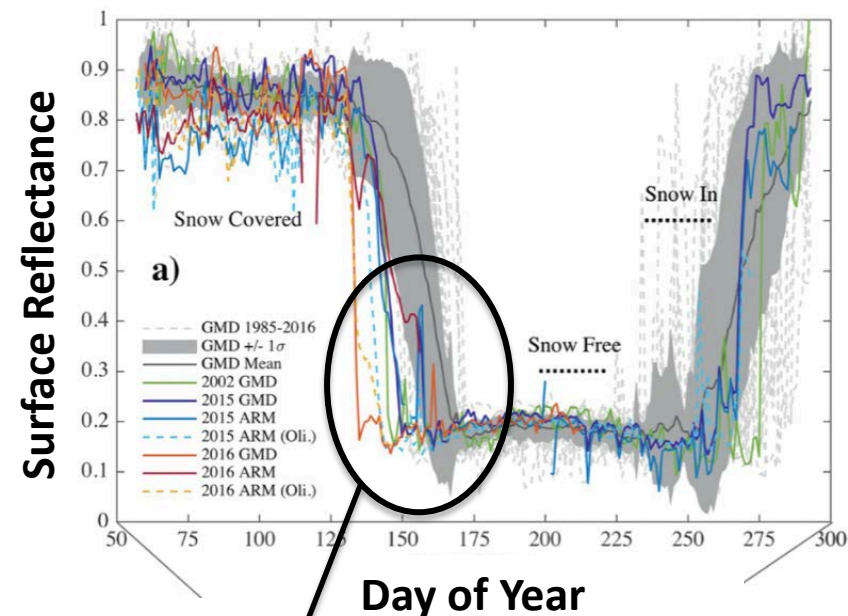 Surface Reflectance
1
0.9
0.8
0.7
0.6
0.5
0.4
0.3
0.2
0.1
0
Snow Covered
Snow In
a)
Snow Free
GMD 1985-2016
GMD +/- 1σ
GMD Mean
2002 GMD
2015 GMD
2015 ARM
2015 ARM (Oli.)
2016 GMD
2016 ARM
2016 ARM (Oli.)
50 75 100 125 150 175 200 225 250 275 300
Day of Year